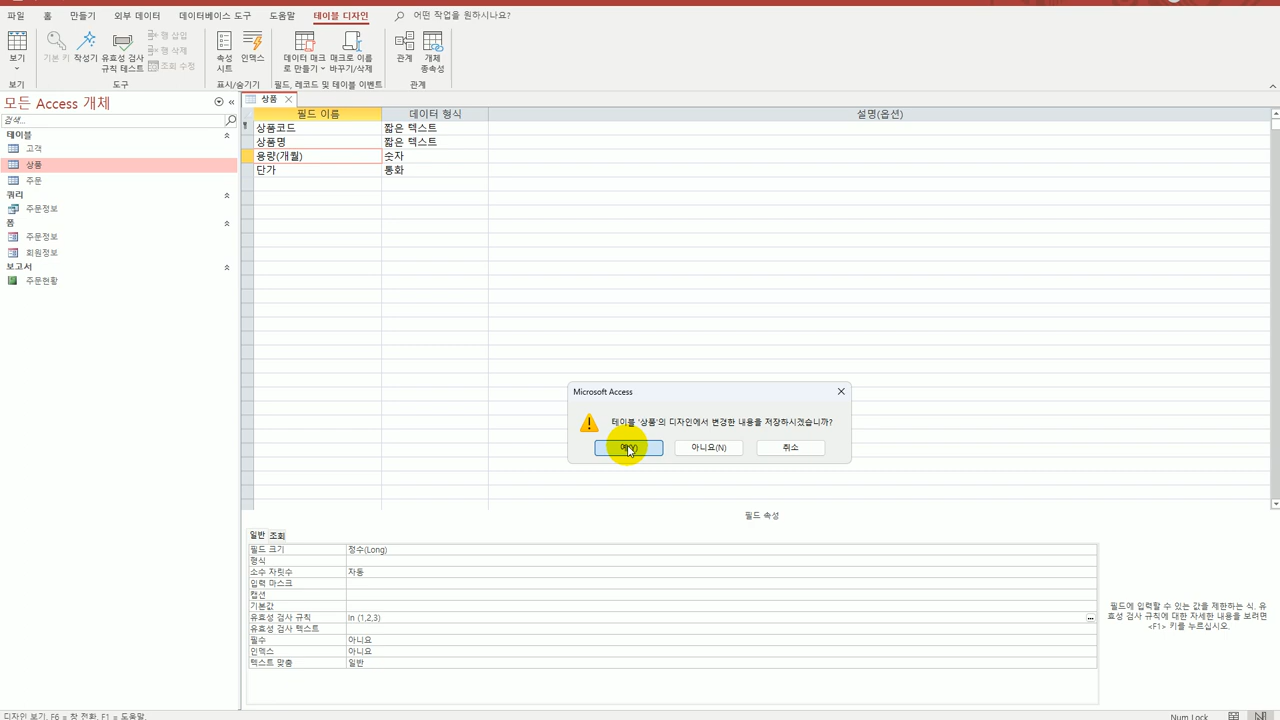 파일 홈 만들기 외부 데이터 데이터베이스 도구 도움말 테이블 디자인 어떤 작업을 원하시나요?
보기
기본 키
작성기
유효성 검사
규칙 테스트
행 삽입
행 삭제
조회 수정
속성
시트
인덱스
데이터 매크
로 만들기
매크로 이름
바꾸기/삭제
관계
개체
종속성
보기 도구 표시/숨기기 필드, 레코드 및 테이블 이벤트 관계
모든 Access 개체
검색...
테이블
고객
상품
주문
쿼리
주문정보
폼
주문정보
회원정보
보고서
주문현황
상품
필드 이름 데이터 형식 설명(옵션)
상품코드 짧은 텍스트
상품명 짧은 텍스트
용량(개월) 숫자
단가 통화
Microsoft Access
테이블 '상품'의 디자인에서 변경한 내용을 저장하시겠습니까?
예(Y) 아니요(N) 취소
필드 속성
일반 조회
필드 크기 정수(Long)
형식
소수 자릿수 자동
입력 마스크
캡션
기본값
유효성 검사 규칙 In (1,2,3)
유효성 검사 텍스트
필수 아니요
인덱스 아니요
텍스트 맞춤 일반
필드에 입력할 수 있는 값을 제한하는 식. 유
효성 검사 규칙에 대한 자세한 내용을 보려면
<F1> 키를 누르십시오.
디자인 보기. F6 = 창 전환. F1 = 도움말.
Num Lock